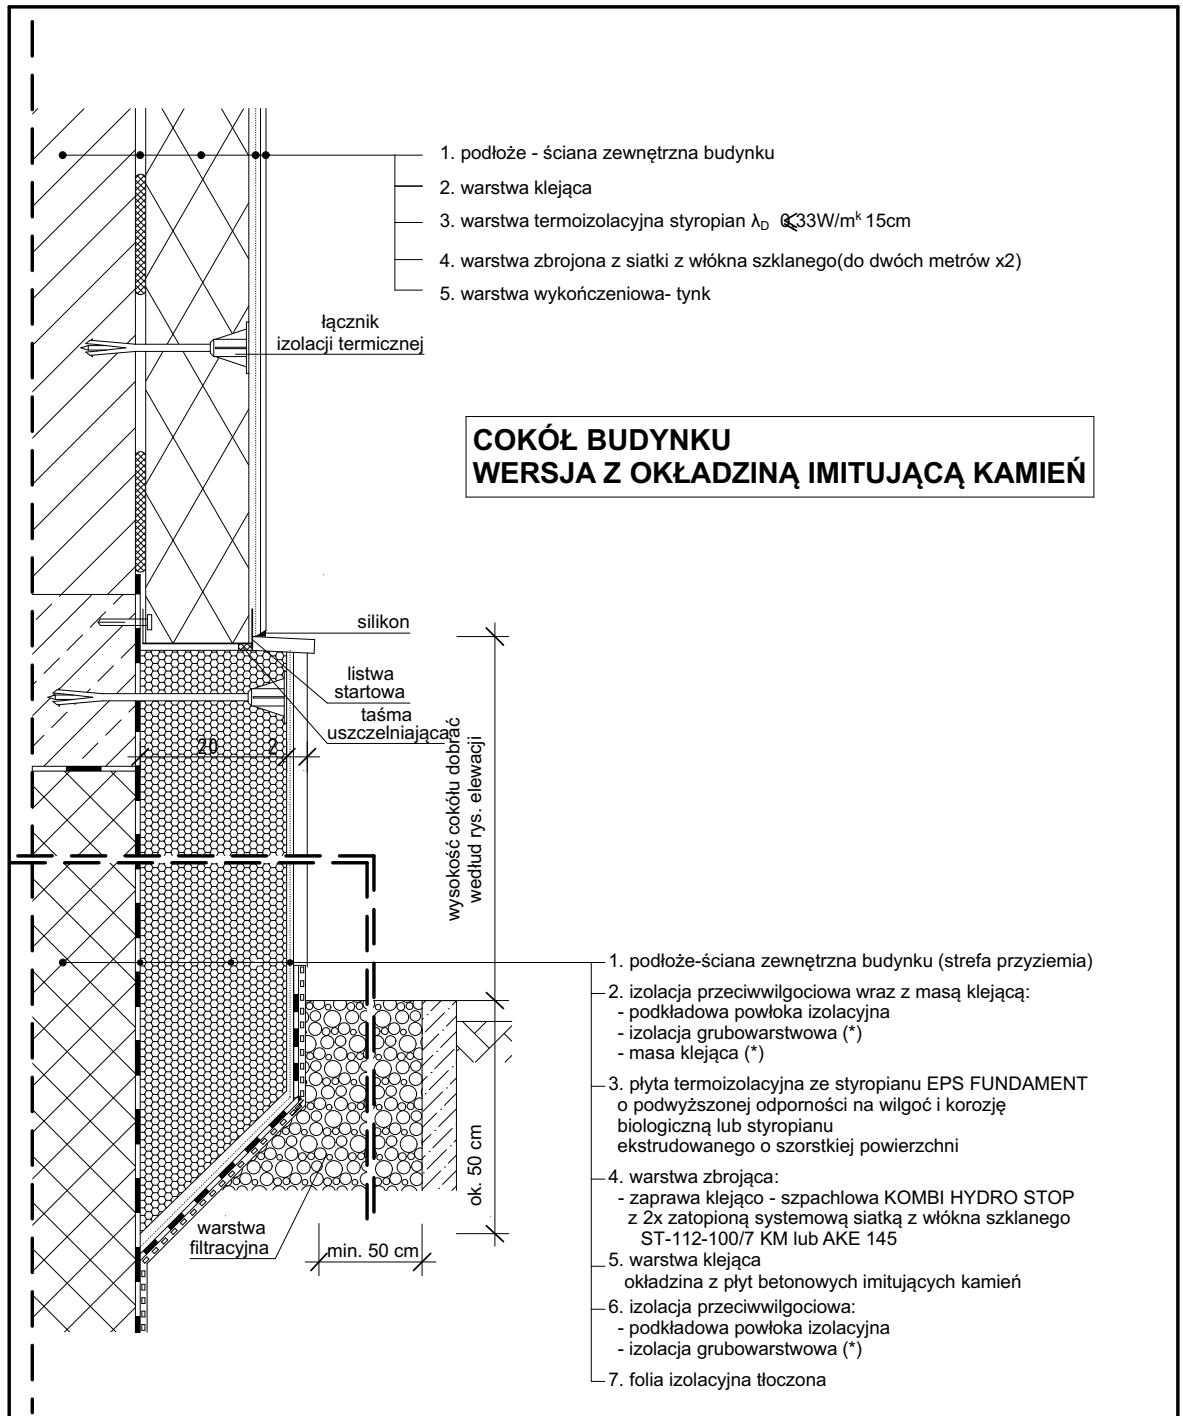 1. podłoże - ściana zewnętrzna budynku
2. warstwa klejąca
3. warstwa termoizolacyjna styropian λD 33W/mk 15cm
4. warstwa zbrojona z siatki z włókna szklanego(do dwóch metrów x2)
5. warstwa wykończeniowa- tynk
łącznik
izolacji termicznej
COKÓŁ BUDYNKU
WERSJA Z OKŁADZINĄ IMITUJĄCĄ KAMIEŃ
silikon
listwa
startowa
taśma
uszczelniająca
20
2
wysokość cokółu dobrać
według rys. elewacji
1. podłoże-ściana zewnętrzna budynku (strefa przyziemia)
2. izolacja przeciwwilgociowa wraz z masą klejącą:
- podkładowa powłoka izolacyjna
- izolacja grubowarstwowa (*)
- masa klejąca (*)
3. płyta termoizolacyjna ze styropianu EPS FUNDAMENT
o podwyższonej odporności na wilgoć i korozję
biologiczną lub styropianu
ekstrudowanego o szorstkiej powierzchni
4. warstwa zbrojąca:
- zaprawa klejąco - szpachlowa KOMBI HYDRO STOP
z 2x zatopioną systemową siatką z włókna szklanego
ST-112-100/7 KM lub AKE 145
5. warstwa klejąca
okładzina z płyt betonowych imitujących kamień
6. izolacja przeciwwilgociowa:
- podkładowa powłoka izolacyjna
- izolacja grubowarstwowa (*)
7. folia izolacyjna tłoczona
ok. 50 cm
warstwa
filtracyjna
min. 50 cm